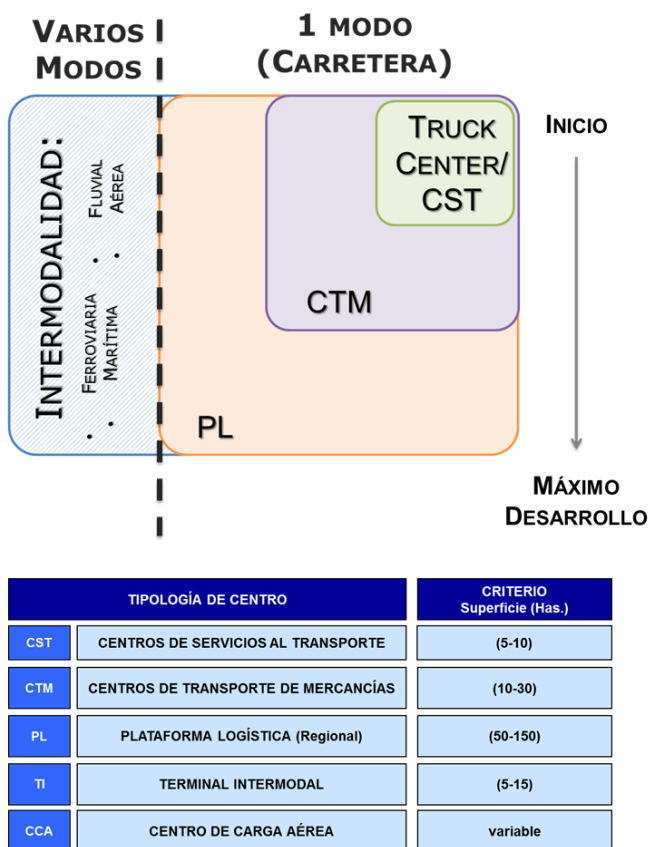 VARIOS
MODOS
1 MODO
(CARRETERA)
INTERMODALIDAD:
· FERROVIARIA
· MARÍTIMA
· FLUVIAL
· AÉREA
TRUCK
CENTER/
CST
CTM
PL
INICIO
MÁXIMO
DESARROLLO
TIPOLOGÍA DE CENTRO
CRITERIO
Superficie (Has.)
CST CENTROS DE SERVICIOS AL TRANSPORTE (5-10)
CTM CENTROS DE TRANSPORTE DE MERCANCÍAS (10-30)
PL PLATAFORMA LOGÍSTICA (Regional) (50-150)
TI TERMINAL INTERMODAL (5-15)
CCA CENTRO DE CARGA AÉREA variable